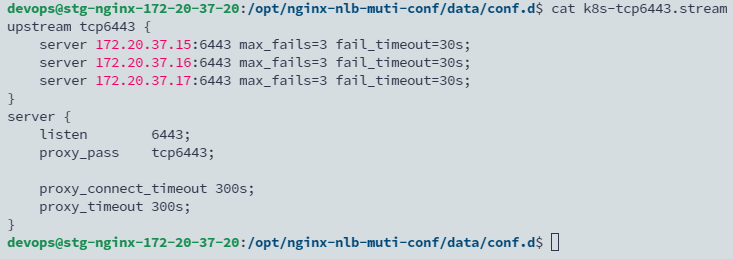 devops@stg-nginx-172-20-37-20:/opt/nginx-nlb-muti-conf/data/conf.d$ cat k8s-tcp6443.stream
upstream tcp6443 {
    server 172.20.37.15:6443 max_fails=3 fail_timeout=30s;
    server 172.20.37.16:6443 max_fails=3 fail_timeout=30s;
    server 172.20.37.17:6443 max_fails=3 fail_timeout=30s;
}
server {
    listen        6443;
    proxy_pass    tcp6443;

    proxy_connect_timeout 300s;
    proxy_timeout 300s;
}
devops@stg-nginx-172-20-37-20:/opt/nginx-nlb-muti-conf/data/conf.d$